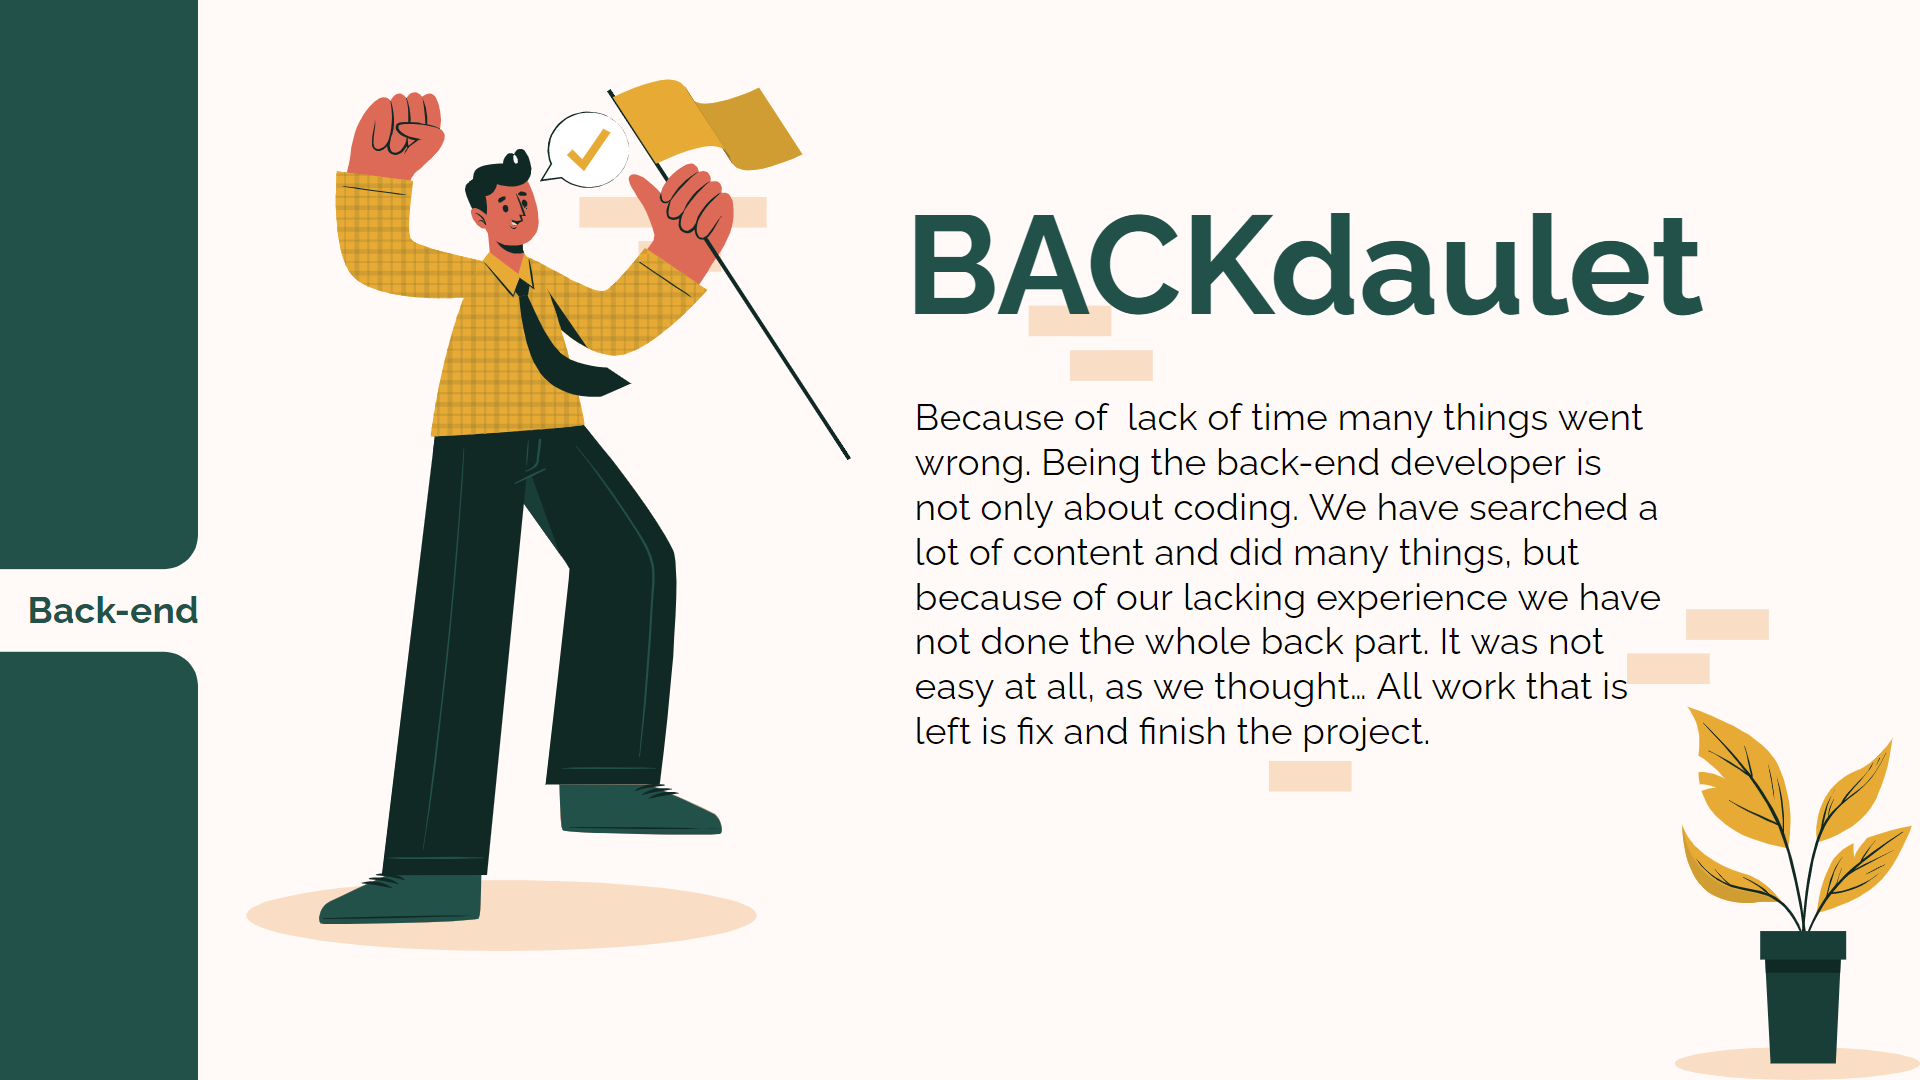 Back-end
BACKdaulet
Because of  lack of time many things went
wrong. Being the back-end developer is
not only about coding. We have searched a
lot of content and did many things, but
because of our lacking experience we have
not done the whole back part. It was not
easy at all, as we thought… All work that is
left is fix and finish the project.